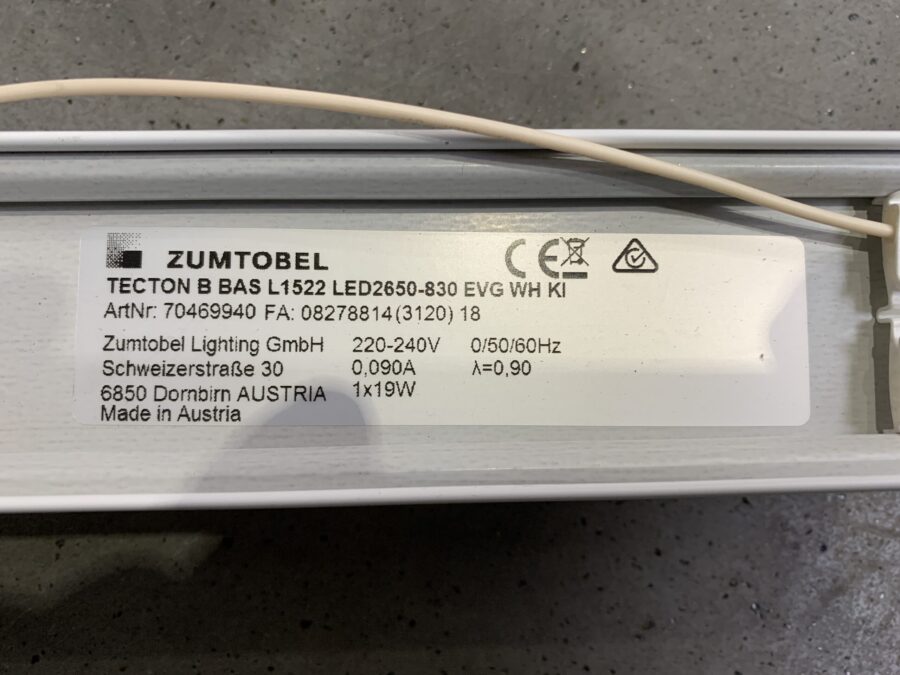 ZUMTOBEL
CE
TECTON B BAS L1522 LED2650-830 EVG WH KI
ArtNr: 70469940 FA: 08278814(3120) 18
Zumtobel Lighting GmbH 220-240V 0/50/60Hz
Schweizerstraße 30 0,090A λ=0,90
6850 Dornbirn AUSTRIA 1x19W
Made in Austria